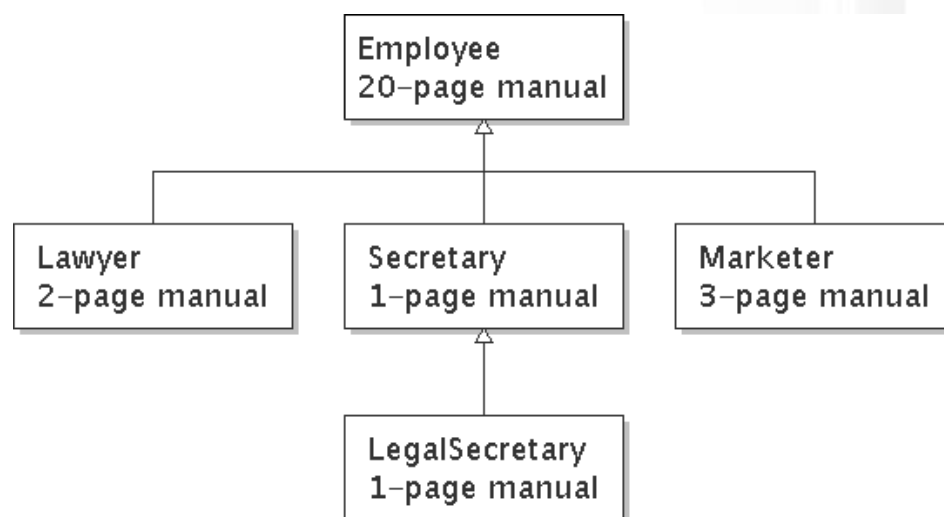 Employee
20-page manual
Lawyer
2-page manual
Secretary
1-page manual
Marketer
3-page manual
LegalSecretary
1-page manual